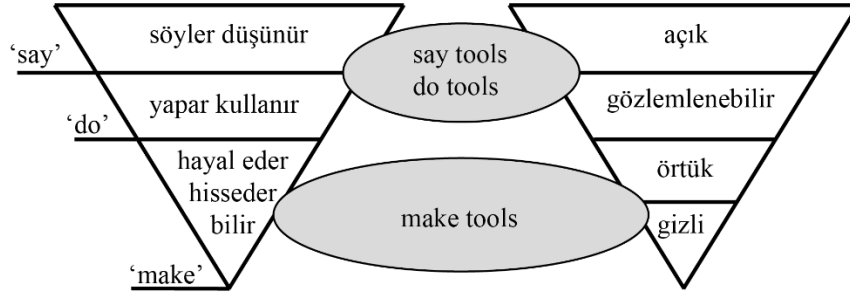 'say'
söyler düşünür
'do'
yapar kullanır
hayal eder
hisseder
bilir
'make'
say tools
do tools
make tools
açık
gözlemlenebilir
örtük
gizli